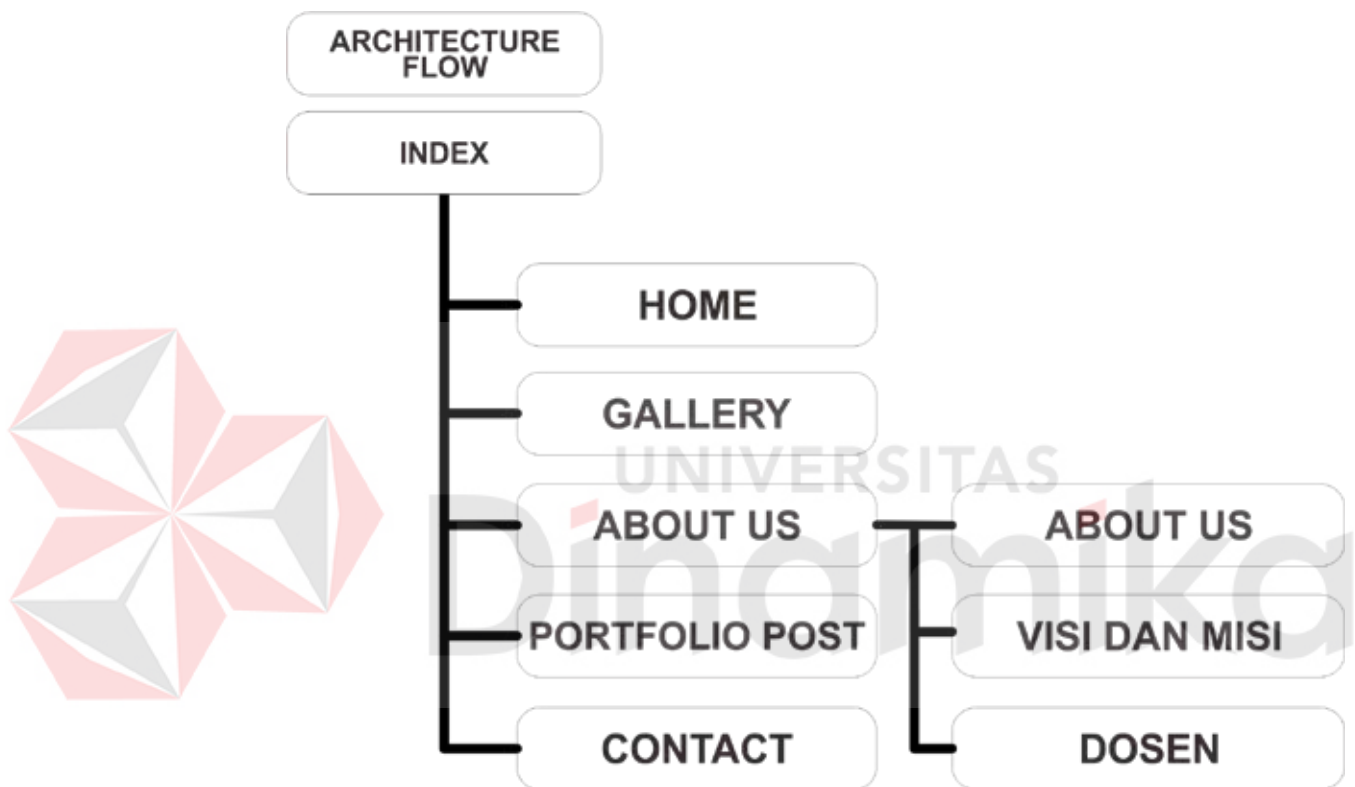 ARCHITECTURE
FLOW
INDEX
HOME
GALLERY
UNIVERSITAS
Dinamika
ABOUT US
ABOUT US
PORTFOLIO POST
VISI DAN MISI
CONTACT
DOSEN